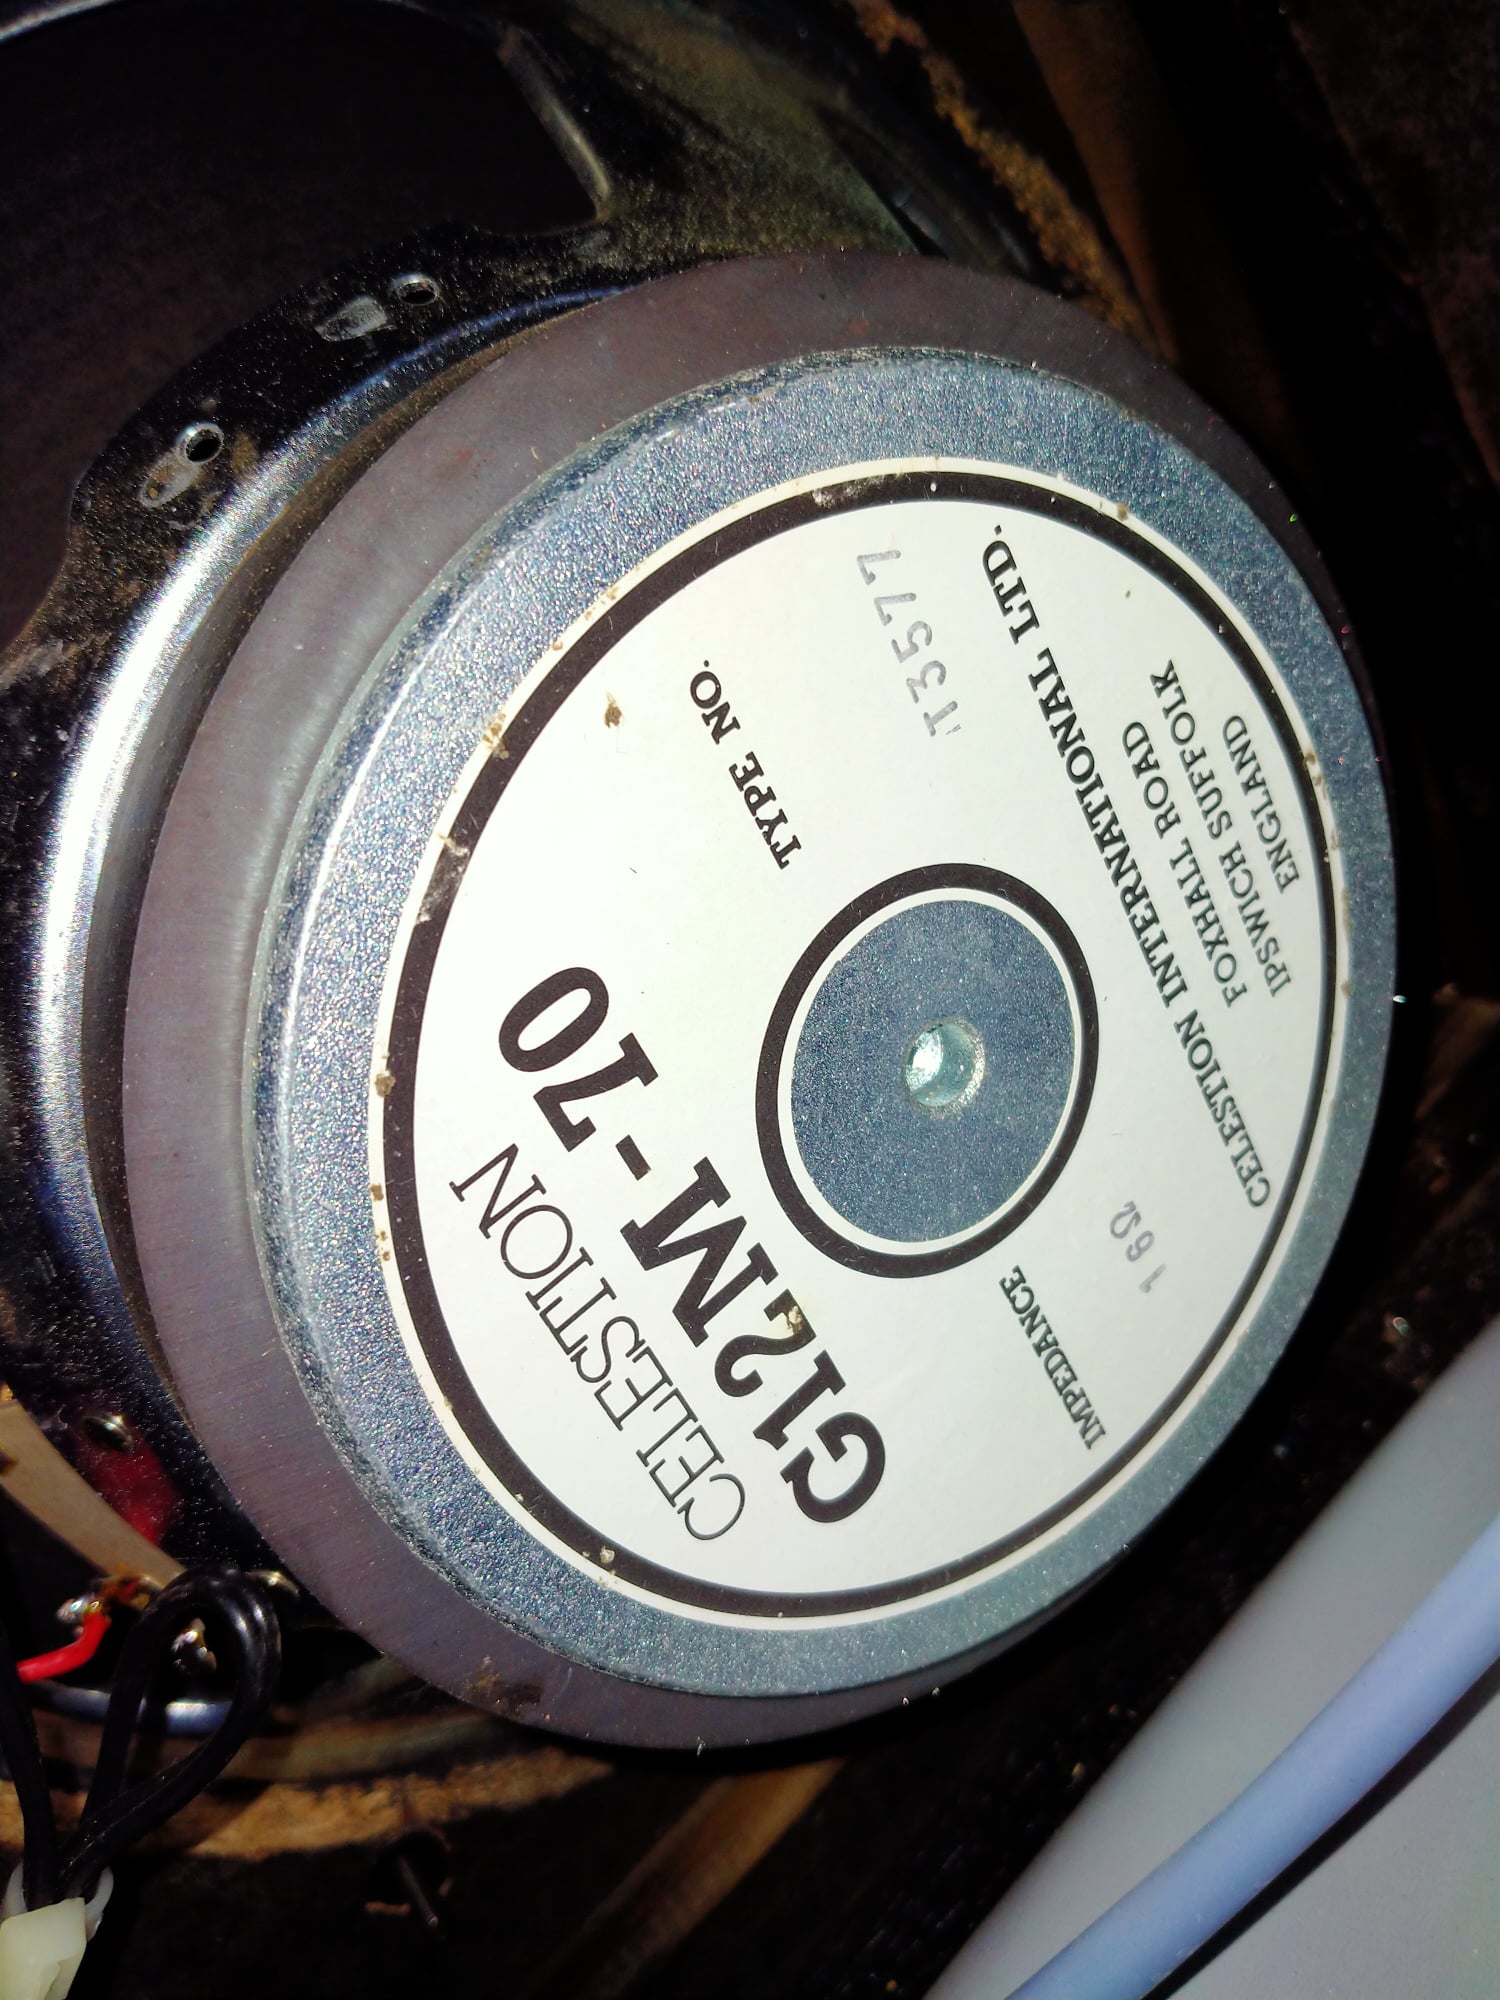 CELESTION
G12M-70
TYPE NO.
T3577
IMPEDANCE
16Ω
CELESTION INTERNATIONAL LTD.
FOXHALL ROAD
IPSWICH SUFFOLK
ENGLAND